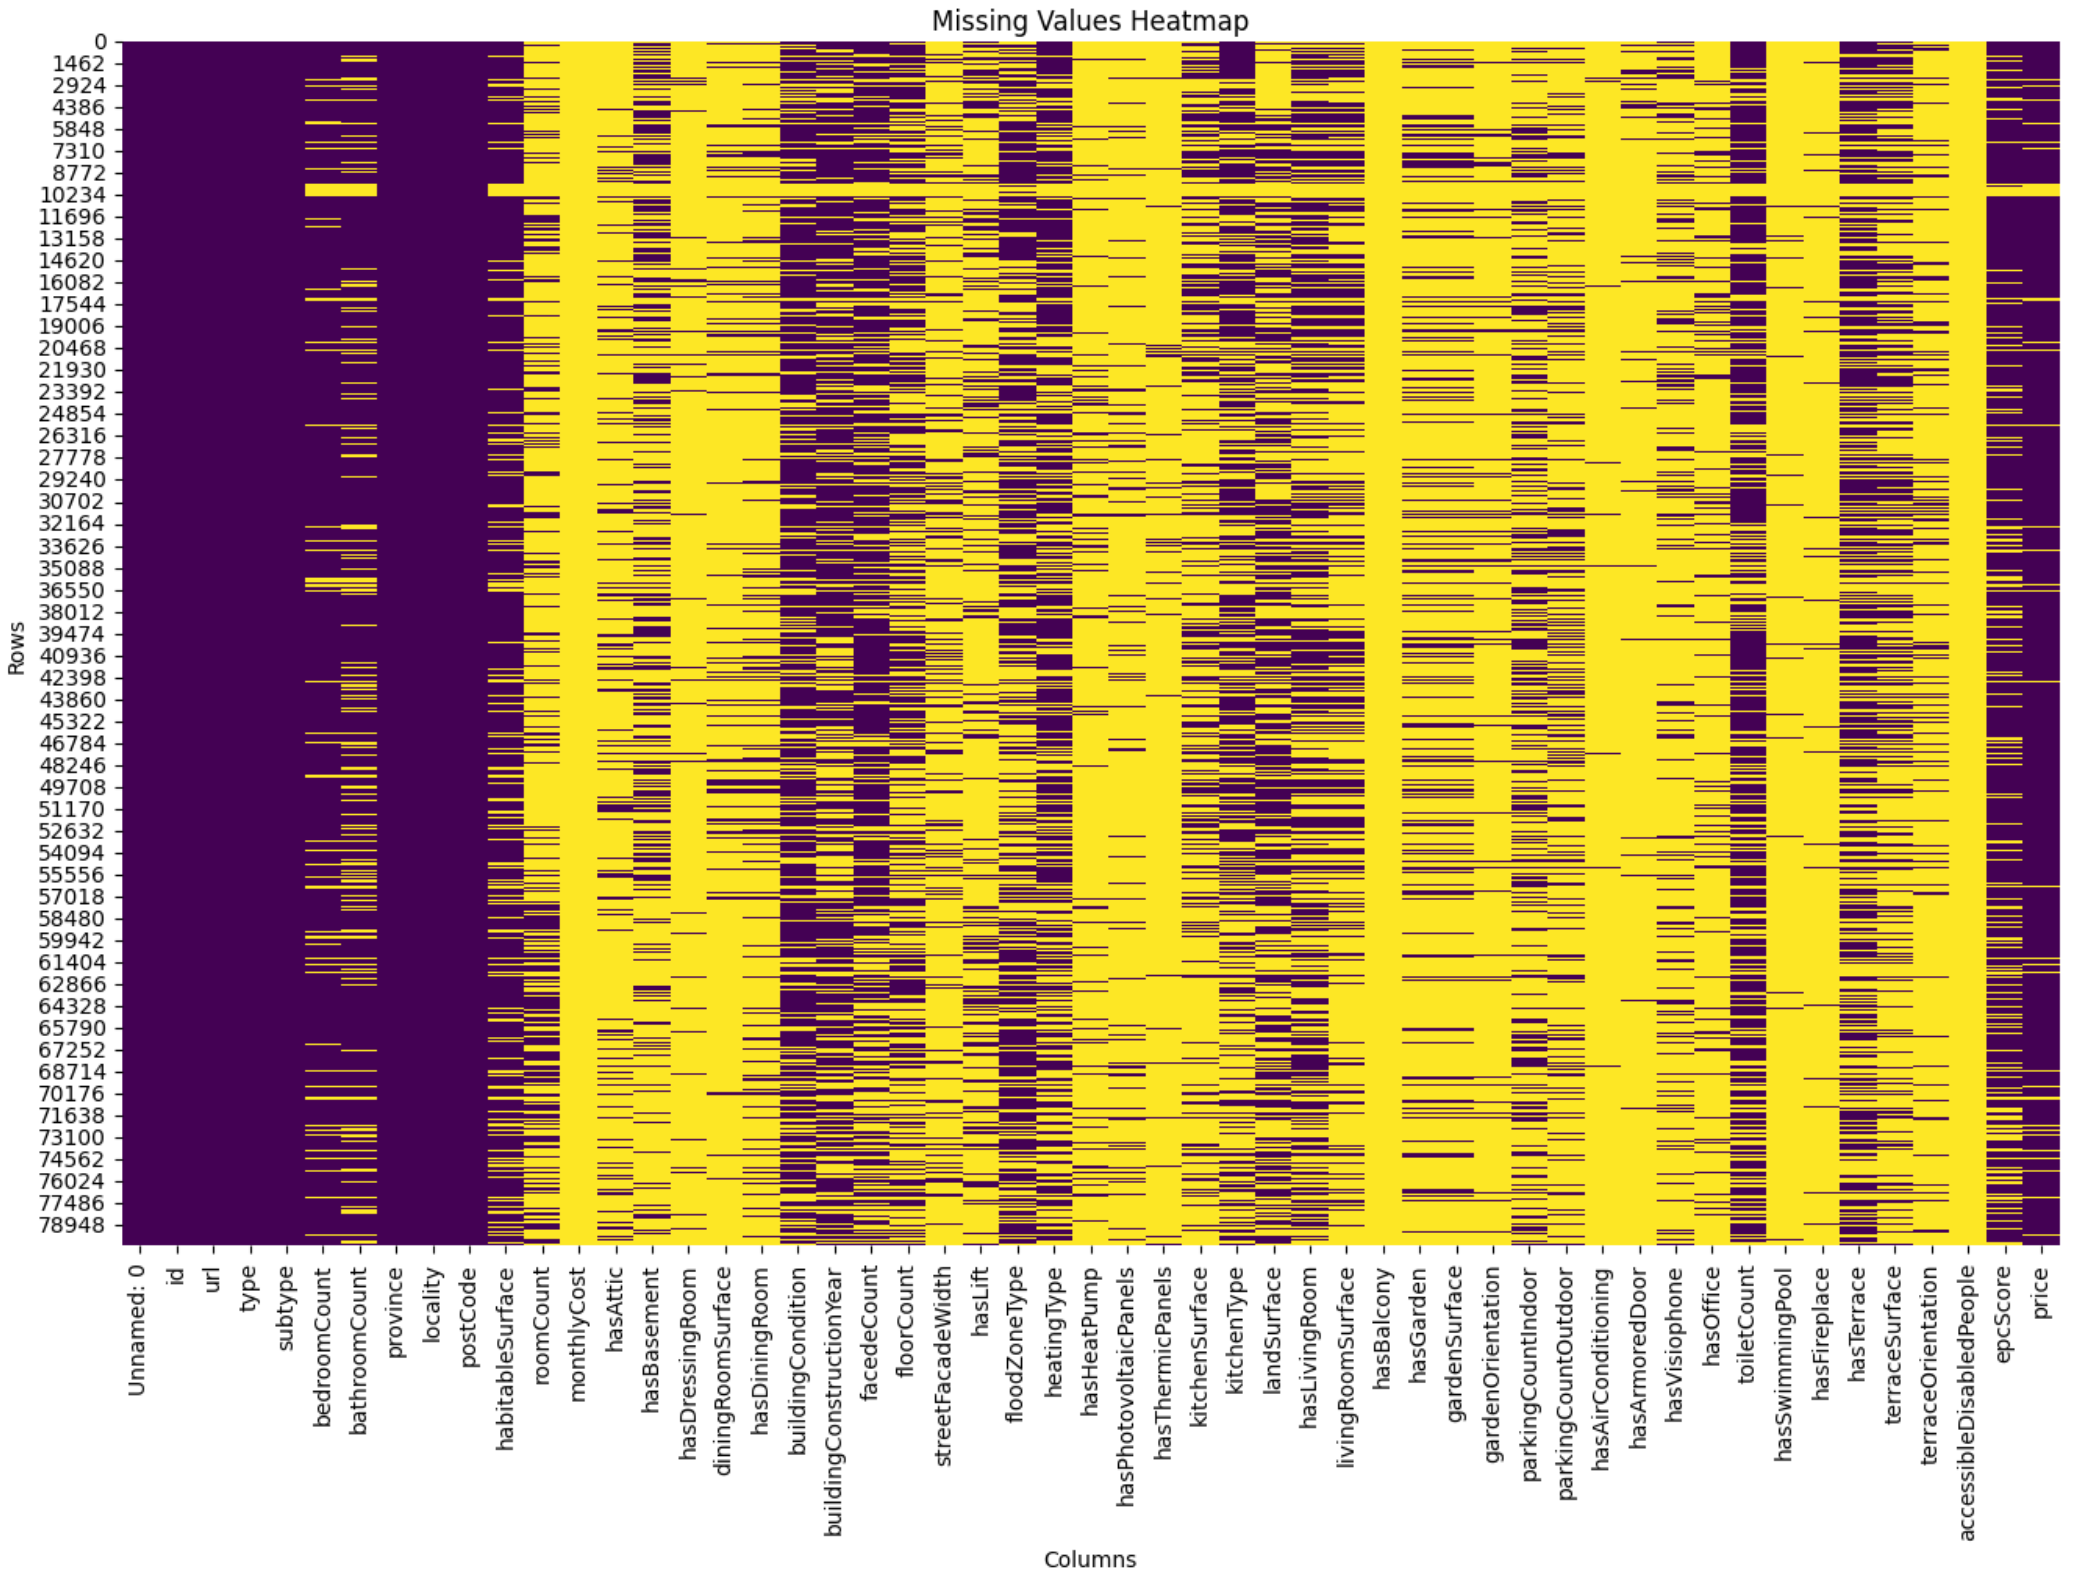 Missing Values Heatmap
Rows
0
1462
2924
4386
5848
7310
8772
10234
11696
13158
14620
16082
17544
19006
20468
21930
23392
24854
26316
27778
29240
30702
32164
33626
35088
36550
38012
39474
40936
42398
43860
45322
46784
48246
49708
51170
52632
54094
55556
57018
58480
59942
61404
62866
64328
65790
67252
68714
70176
71638
73100
74562
76024
77486
78948
Unnamed: 0
id
url
type
subtype
bedroomCount
bathroomCount
province
locality
postCode
habitableSurface
roomCount
monthlyCost
hasAttic
hasBasement
hasDressingRoom
diningRoomSurface
hasDiningRoom
buildingCondition
buildingConstructionYear
facedeCount
floorCount
streetFacadeWidth
hasLift
floodZoneType
heatingType
hasHeatPump
hasPhotovoltaicPanels
hasThermicPanels
kitchenSurface
kitchenType
landSurface
hasLivingRoom
livingRoomSurface
hasBalcony
hasGarden
gardenSurface
gardenOrientation
parkingCountIndoor
parkingCountOutdoor
hasAirConditioning
hasArmoredDoor
hasVisiophone
hasOffice
toiletCount
hasSwimmingPool
hasFireplace
hasTerrace
terraceSurface
terraceOrientation
accessibleDisabledPeople
epcScore
price
Columns